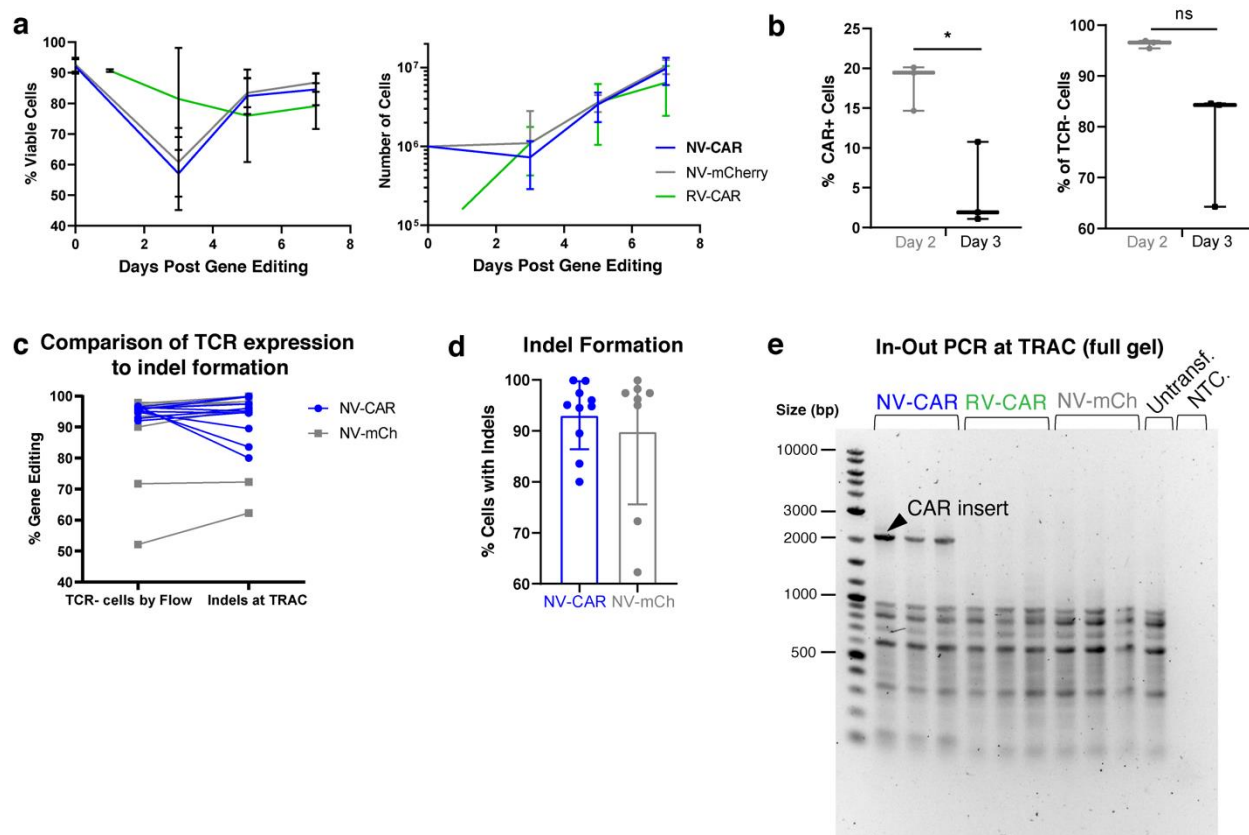 a
100
90
80
70
60
50
40
% Viable Cells
0 2 4 6 8
Days Post Gene Editing
10⁷
10⁶
10⁵
Number of Cells
0 2 4 6 8
Days Post Gene Editing
NV-CAR
NV-mCherry
RV-CAR
b
25
20
15
10
5
0
% CAR+ Cells
*
Day 2 Day 3
100
90
80
70
60
% of TCR- Cells
ns
Day 2 Day 3
c
Comparison of TCR expression
to indel formation
100
90
80
70
60
50
40
% Gene Editing
TCR- cells by Flow Indels at TRAC
NV-CAR
NV-mCh
d
Indel Formation
100
90
80
70
60
% Cells with Indels
NV-CAR NV-mCh
e
In-Out PCR at TRAC (full gel)
Size (bp)
NV-CAR RV-CAR NV-mCh Untransf. NTC.
10000
3000
2000
1000
500
CAR insert